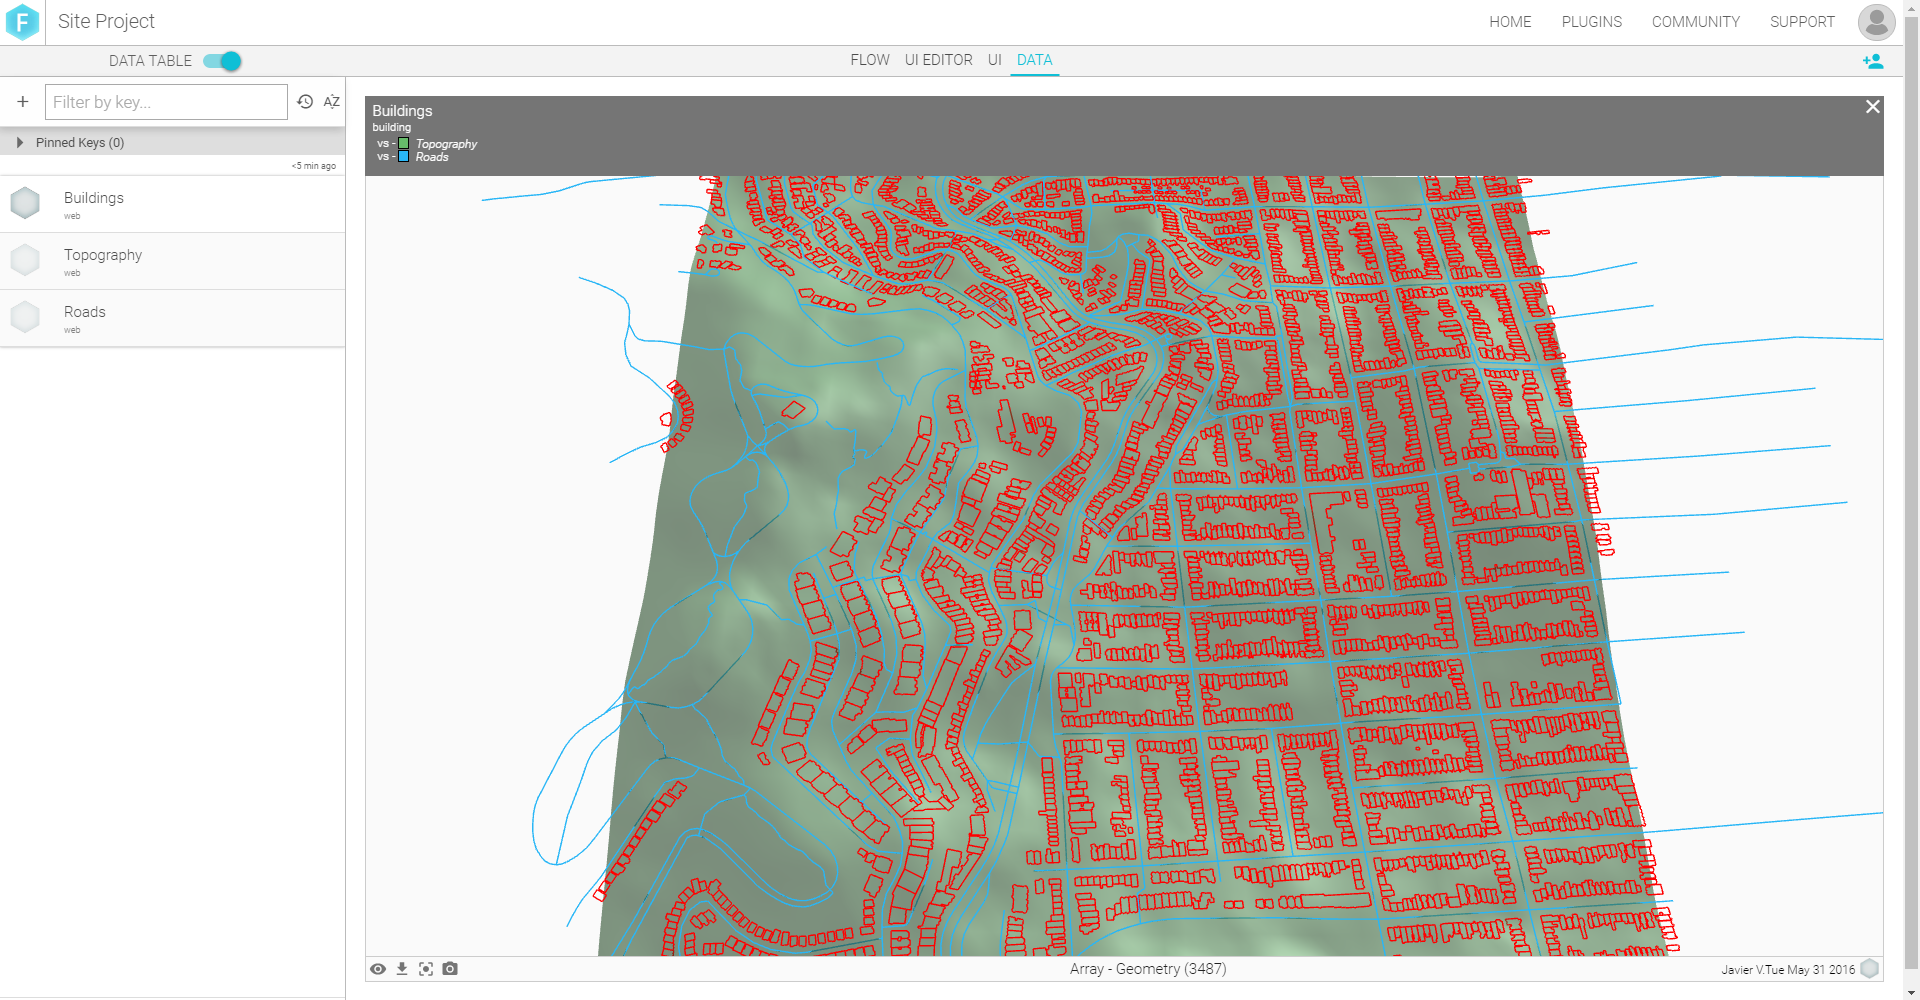 F
Site Project
HOME PLUGINS COMMUNITY SUPPORT
DATA TABLE
FLOW UI EDITOR UI DATA
+ Filter by key... AZ
Pinned Keys (0)
<5 min ago
Buildings
web
Topography
web
Roads
web
Buildings
building
vs - Topography
vs - Roads
Array - Geometry (3487)
Javier V.Tue May 31 2016